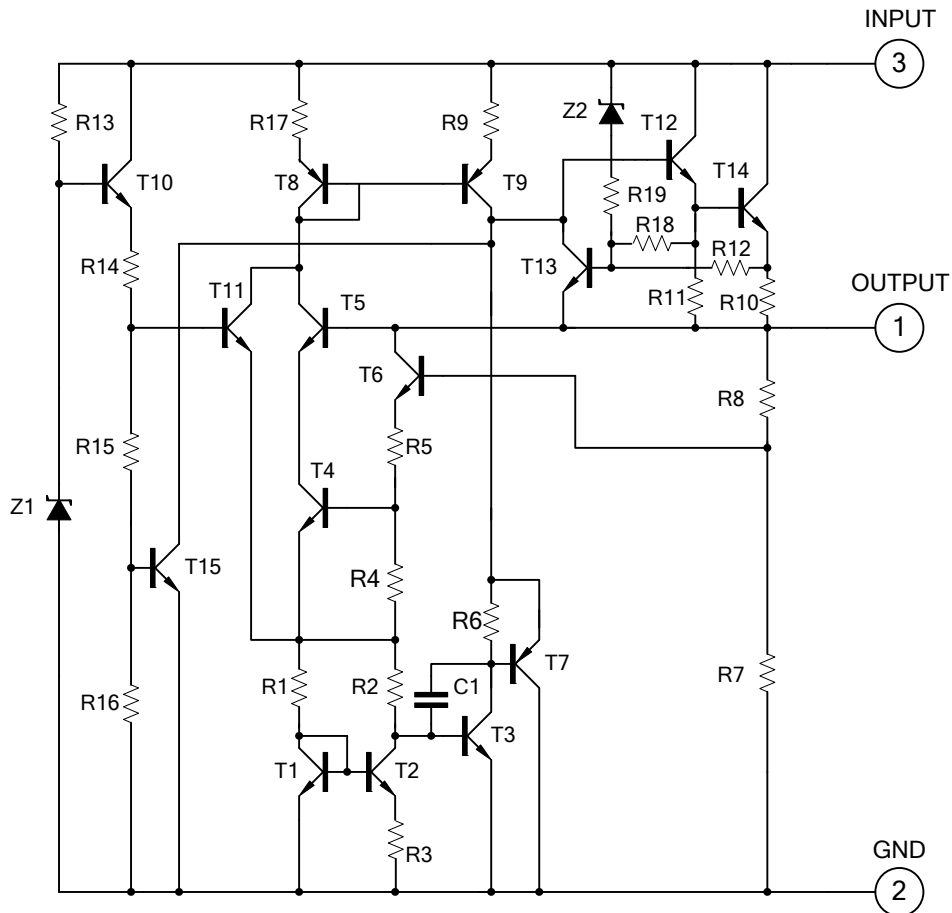 INPUT
3
R13
R17
R9
Z2
T12
T10
T8
T9
T14
R19
R18
R12
R14
T11
T5
T13
R11
R10
OUTPUT
1
T6
R8
R15
R5
T4
Z1
T15
R4
R6
T7
R16
R1
R2
C1
R7
T3
T1
T2
R3
GND
2